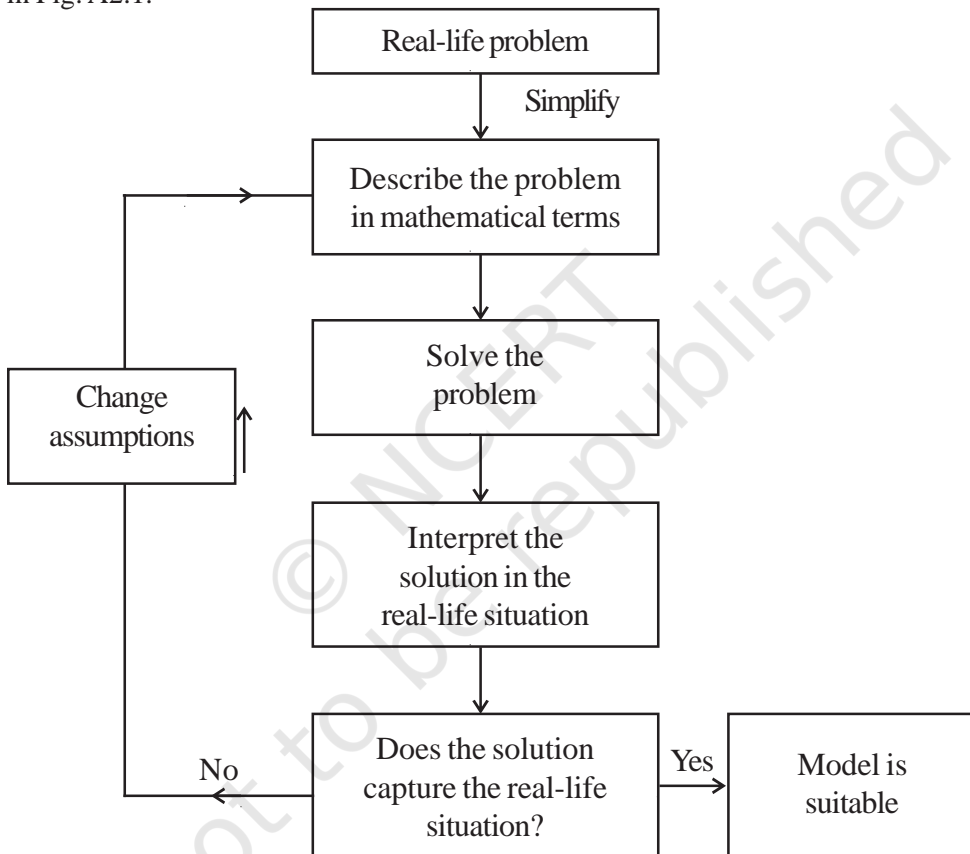 in Fig. A2.1.
Real-life problem
Simplify
Describe the problem
in mathematical terms
Solve the
problem
Change
assumptions
Interpret the
solution in the
real-life situation
Does the solution
capture the real-life
situation?
No
Yes
Model is
suitable
© NCERT
not to be republished